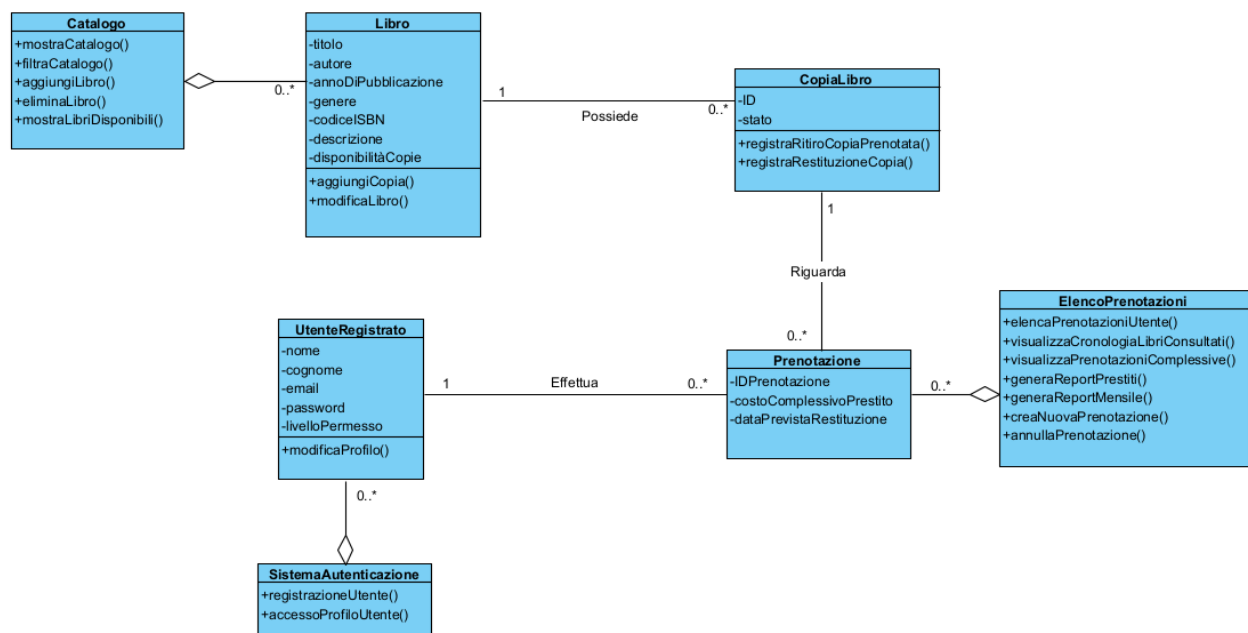 Catalogo
+mostraCatalogo()
+filtraCatalogo()
+aggiungiLibro()
+eliminaLibro()
+mostraLibriDisponibili()
0..*
Libro
-titolo
-autore
-annoDiPubblicazione
-genere
-codiceISBN
-descrizione
-disponibilitàCopie
+aggiungiCopia()
+modificaLibro()
1
Possiede
0..*
CopiaLibro
-ID
-stato
+registraRitiroCopiaPrenotata()
+registraRestituzioneCopia()
1
Riguarda
0..*
UtenteRegistrato
-nome
-cognome
-email
-password
-livelloPermesso
+modificaProfilo()
1
Effettua
0..*
Prenotazione
-IDPrenotazione
-costoComplessivoPrestito
-dataPrevistaRestituzione
0..*
ElencoPrenotazioni
+elencaPrenotazioniUtente()
+visualizzaCronologiaLibriConsultati()
+visualizzaPrenotazioniComplessive()
+generaReportPrestiti()
+generaReportMensile()
+creaNuovaPrenotazione()
+annullaPrenotazione()
0..*
SistemaAutenticazione
+registrazioneUtente()
+accessoProfiloUtente()